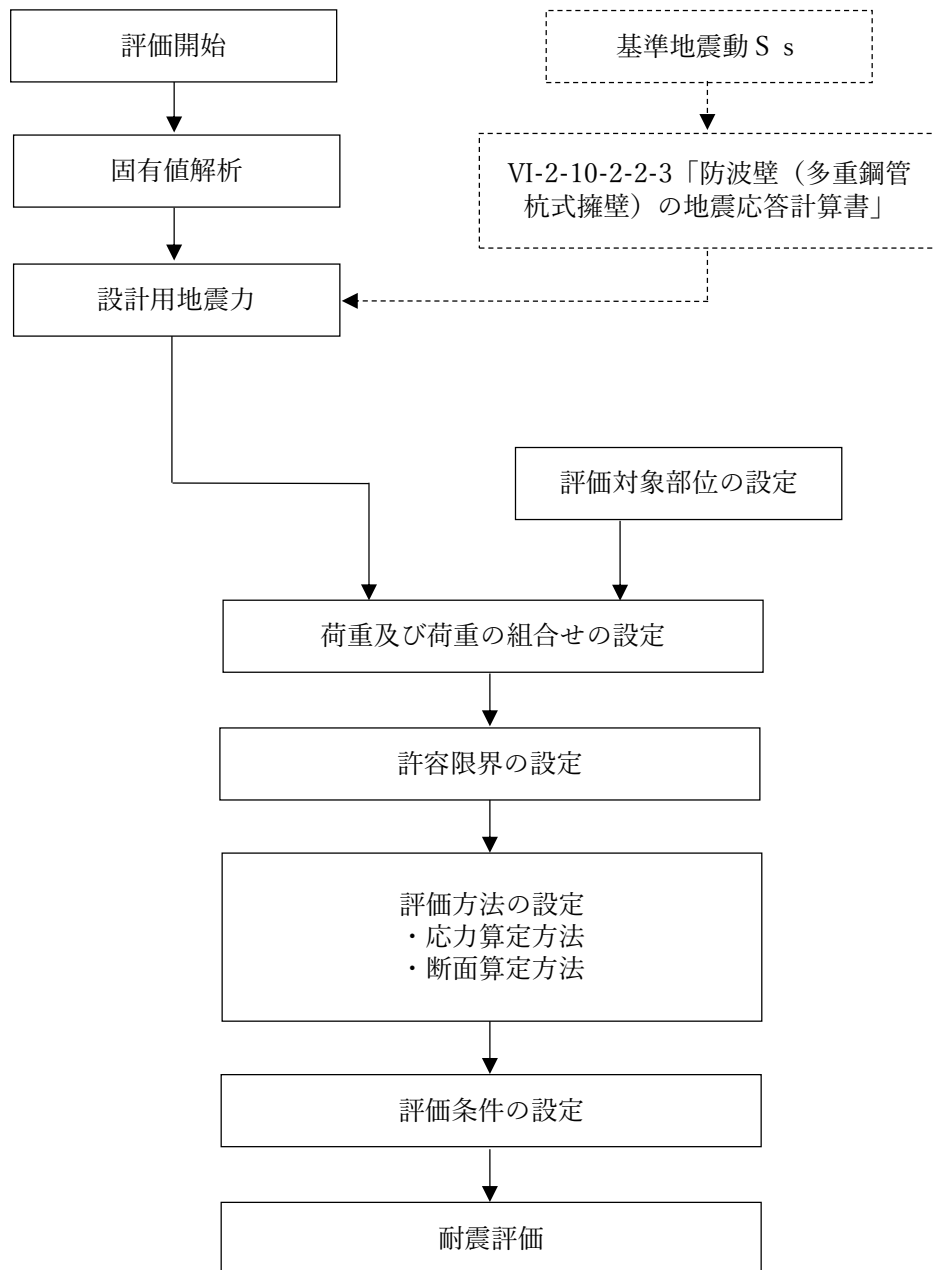 評価開始
基準地震動Ｓｓ
固有値解析
VI-2-10-2-2-3「防波壁（多重鋼管
杭式擁壁）の地震応答計算書」
設計用地震力
評価対象部位の設定
荷重及び荷重の組合せの設定
許容限界の設定
評価方法の設定
・応力算定方法
・断面算定方法
評価条件の設定
耐震評価